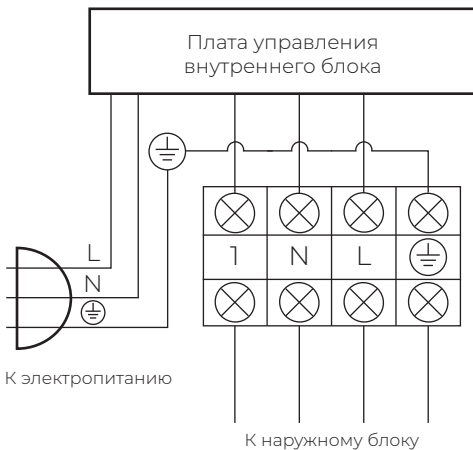 Плата управления
внутреннего блока
L
N
1 N L
К электропитанию
К наружному блоку